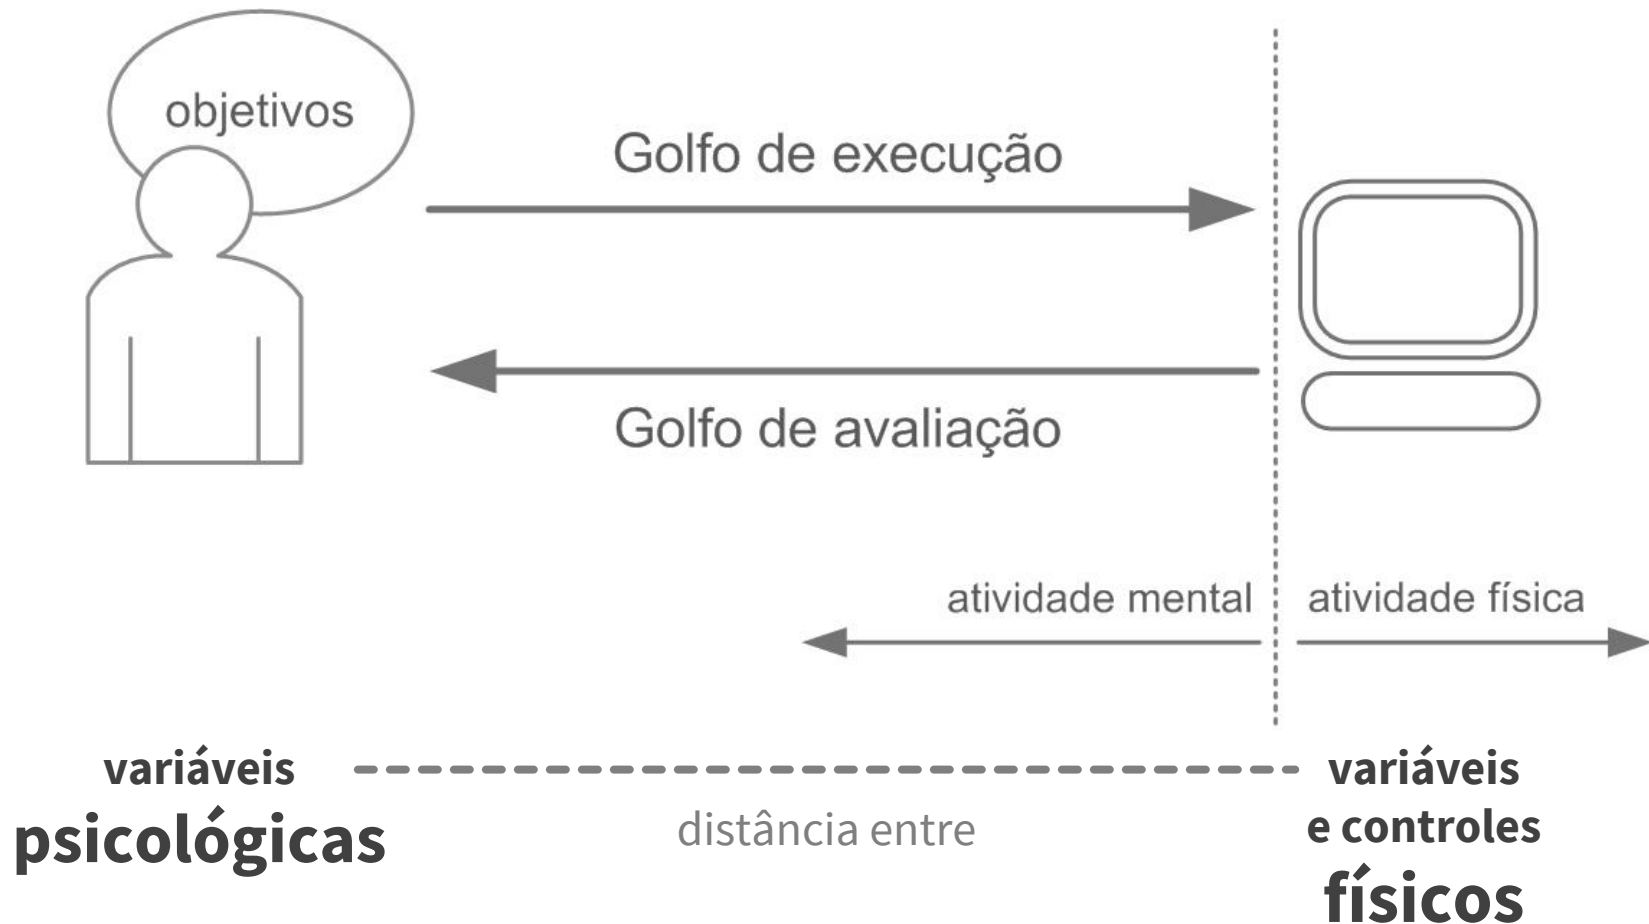 objetivos
Golfo de execução
Golfo de avaliação
atividade mental
atividade física
variáveis
psicológicas
distância entre
variáveis
e controles
físicos